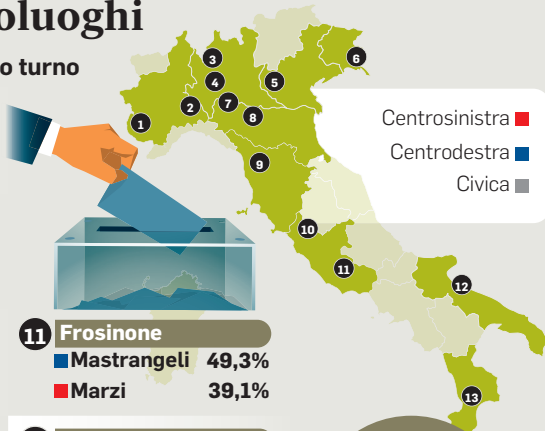 oluoghi
o turno
3
6
4
5
2
7
1
8
Centrosinistra
Centrodestra
Civica
9
10
11
12
11 Frosinone
Mastrangeli 49,3%
Marzi 39,1%
13